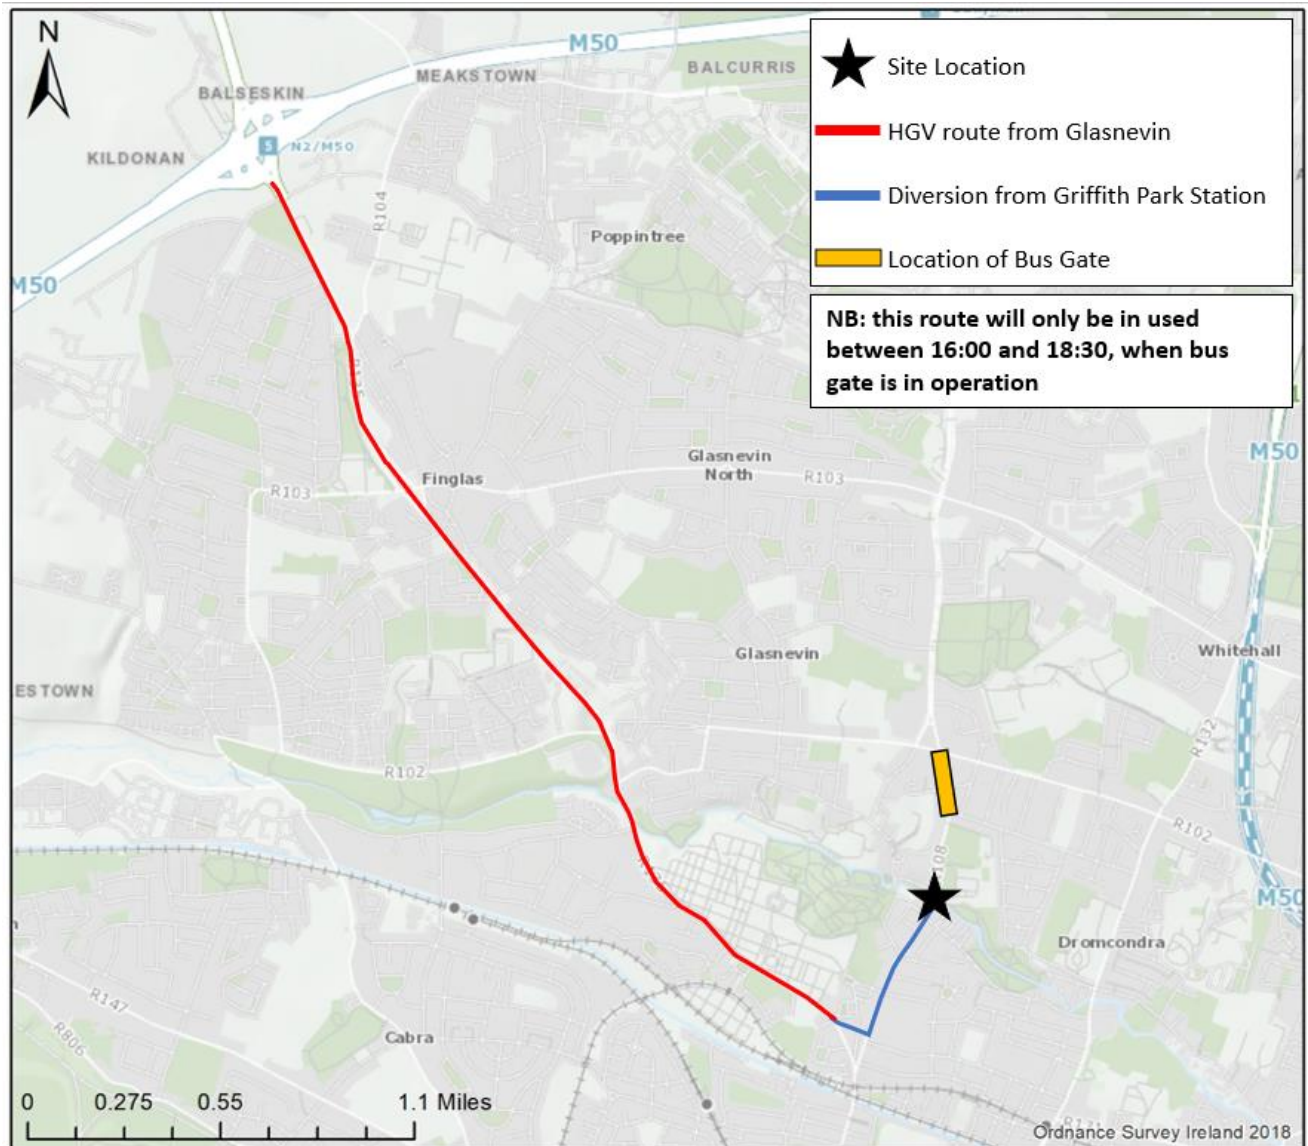 N
M50
MEAKSTOWN
BALCURRIS
BALSESKIN
5
N2/M50
KILDONAN
R104
Poppintree
M50
Site Location
HGV route from Glasnevin
Diversion from Griffith Park Station
Location of Bus Gate
NB: this route will only be in used
between 16:00 and 18:30, when bus
gate is in operation
M50
Glasnevin
North
Finglas
R103
R103
Glasnevin
Whitehall
ESTOWN
R132
R102
R102
108
M50
Dromcondra
R147
R806
Cabra
0 0.275 0.55 1.1 Miles
Ordnance Survey Ireland 2018